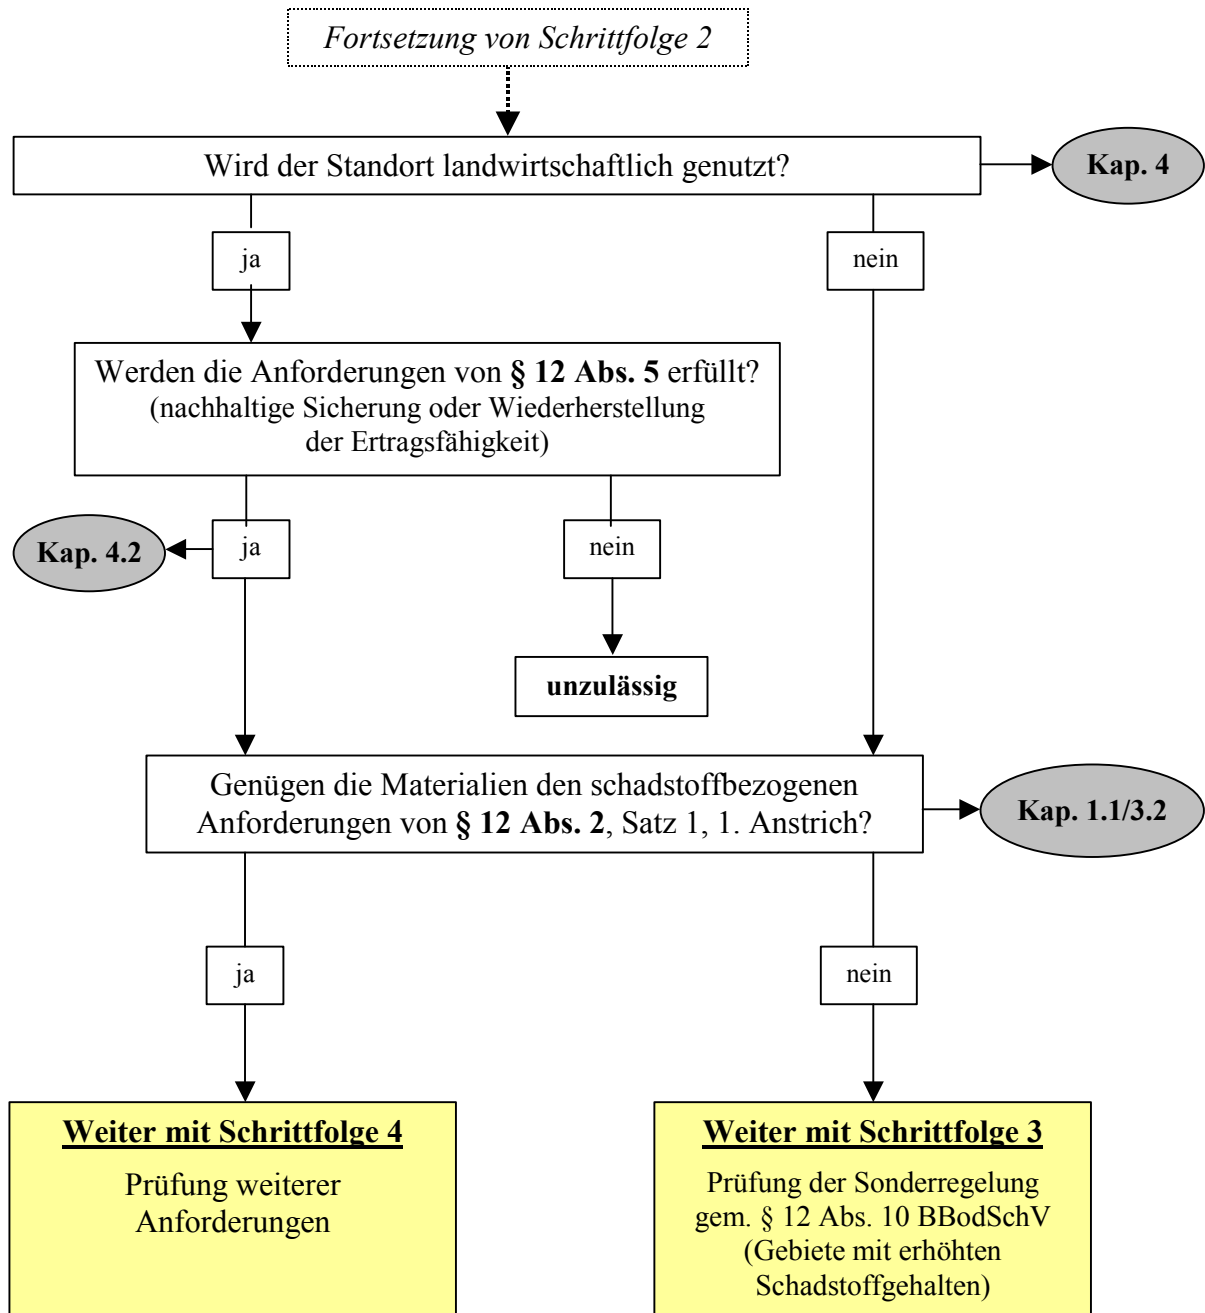 Fortsetzung von Schrittfolge 2
Wird der Standort landwirtschaftlich genutzt?
Kap. 4
ja
nein
Werden die Anforderungen von § 12 Abs. 5 erfüllt?
(nachhaltige Sicherung oder Wiederherstellung
der Ertragsfähigkeit)
Kap. 4.2
ja
nein
unzulässig
Genügen die Materialien den schadstoffbezogenen
Anforderungen von § 12 Abs. 2, Satz 1, 1. Anstrich?
Kap. 1.1/3.2
ja
nein
Weiter mit Schrittfolge 4
Prüfung weiterer
Anforderungen
Weiter mit Schrittfolge 3
Prüfung der Sonderregelung
gem. § 12 Abs. 10 BBodSchV
(Gebiete mit erhöhten
Schadstoffgehalten)